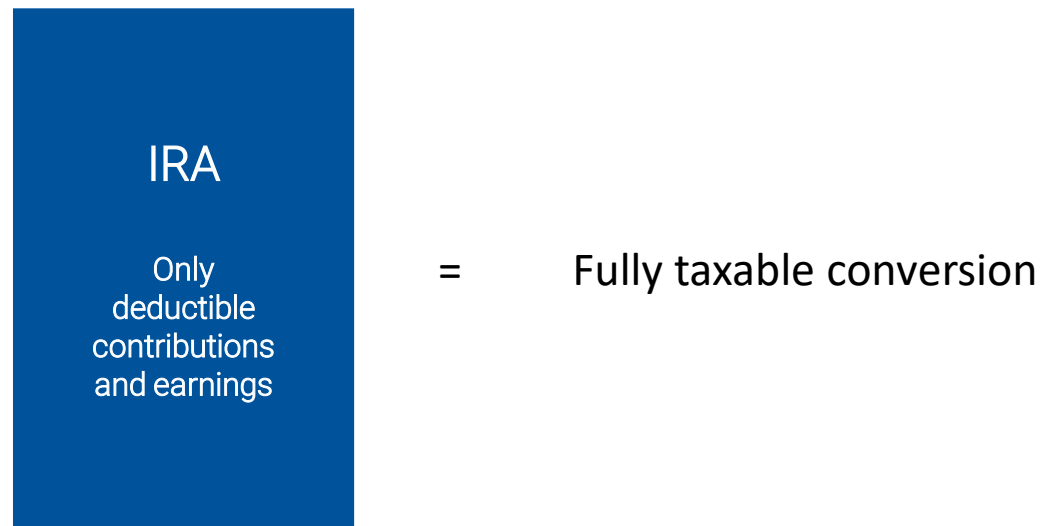 IRA
Only
deductible
contributions
and earnings
= Fully taxable conversion